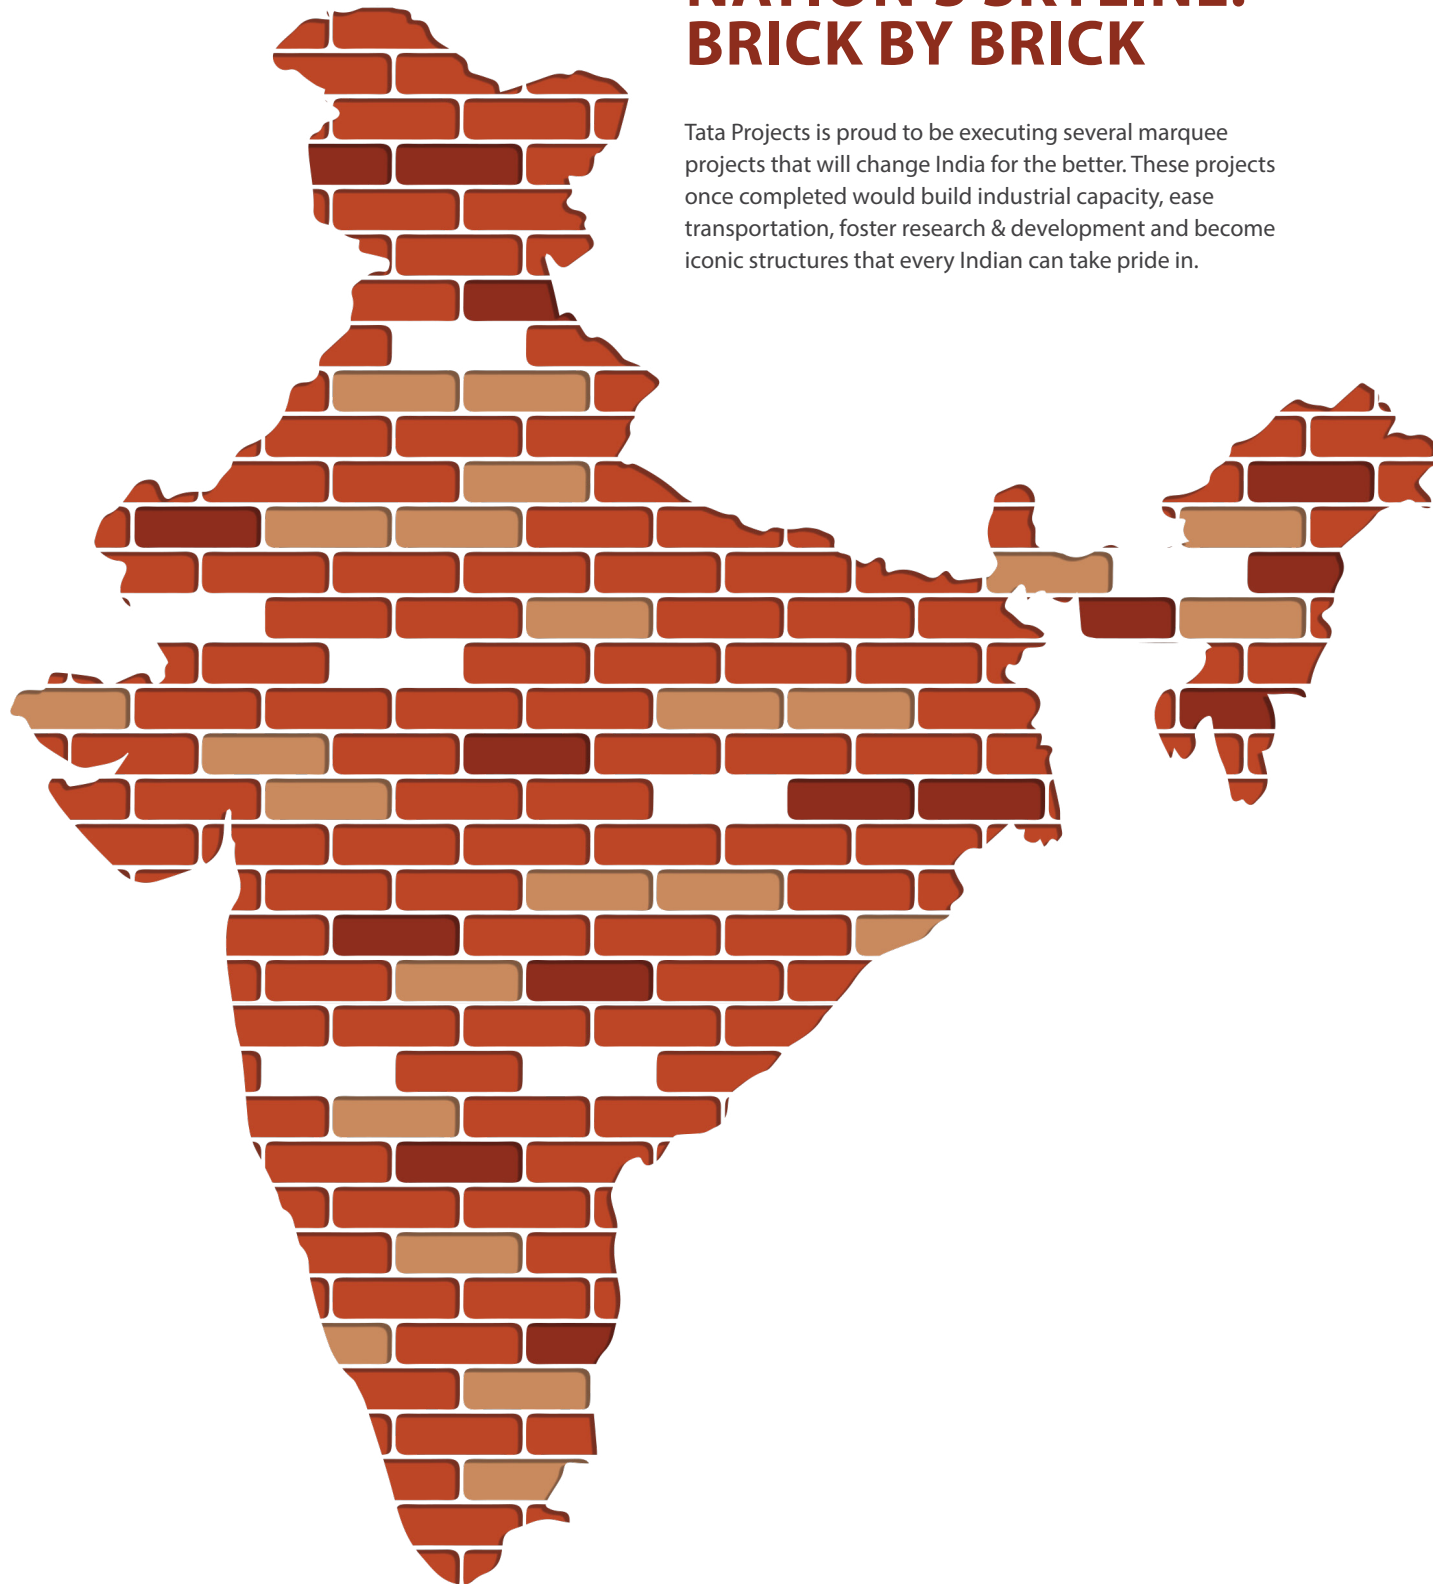 NATION'S SKYLINE.
BRICK BY BRICK
Tata Projects is proud to be executing several marquee
projects that will change India for the better. These projects
once completed would build industrial capacity, ease
transportation, foster research & development and become
iconic structures that every Indian can take pride in.